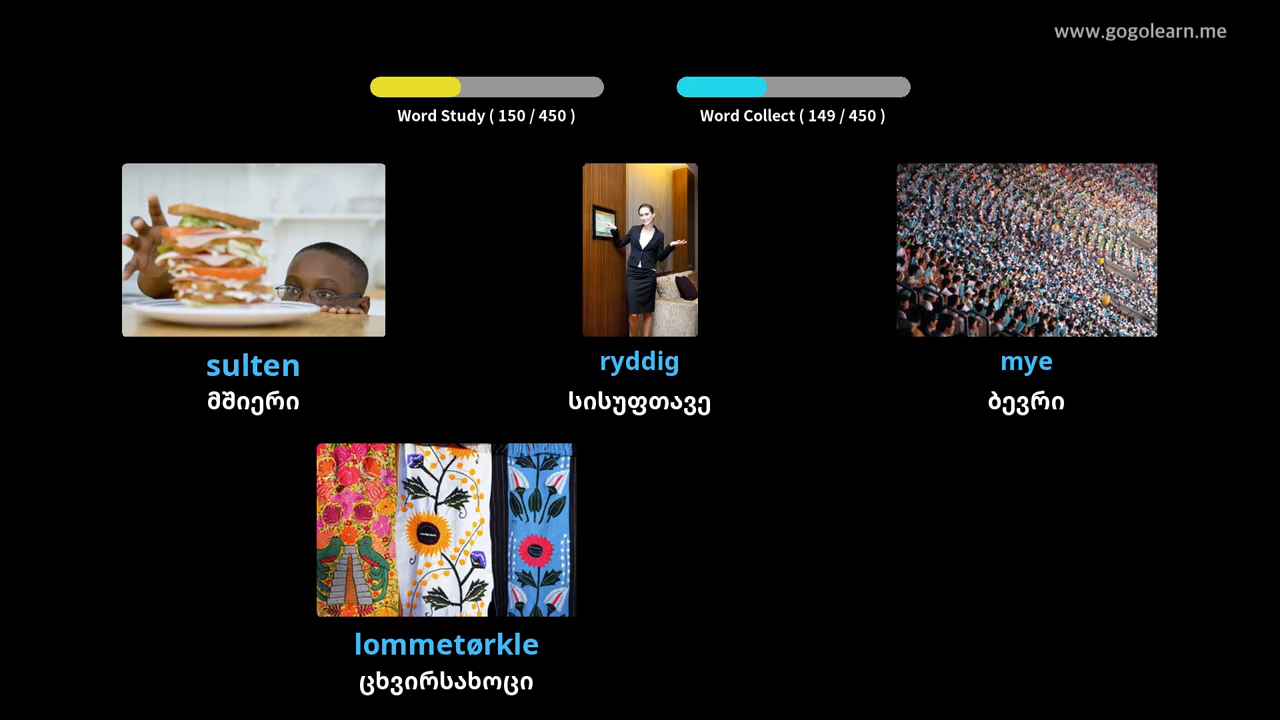 www.gogolearn.me
Word Study ( 150 / 450 )
Word Collect ( 149 / 450 )
sulten
მშიერი
ryddig
სისუფთავე
mye
ბევრი
lommetørkle
ცხვირსახოცი